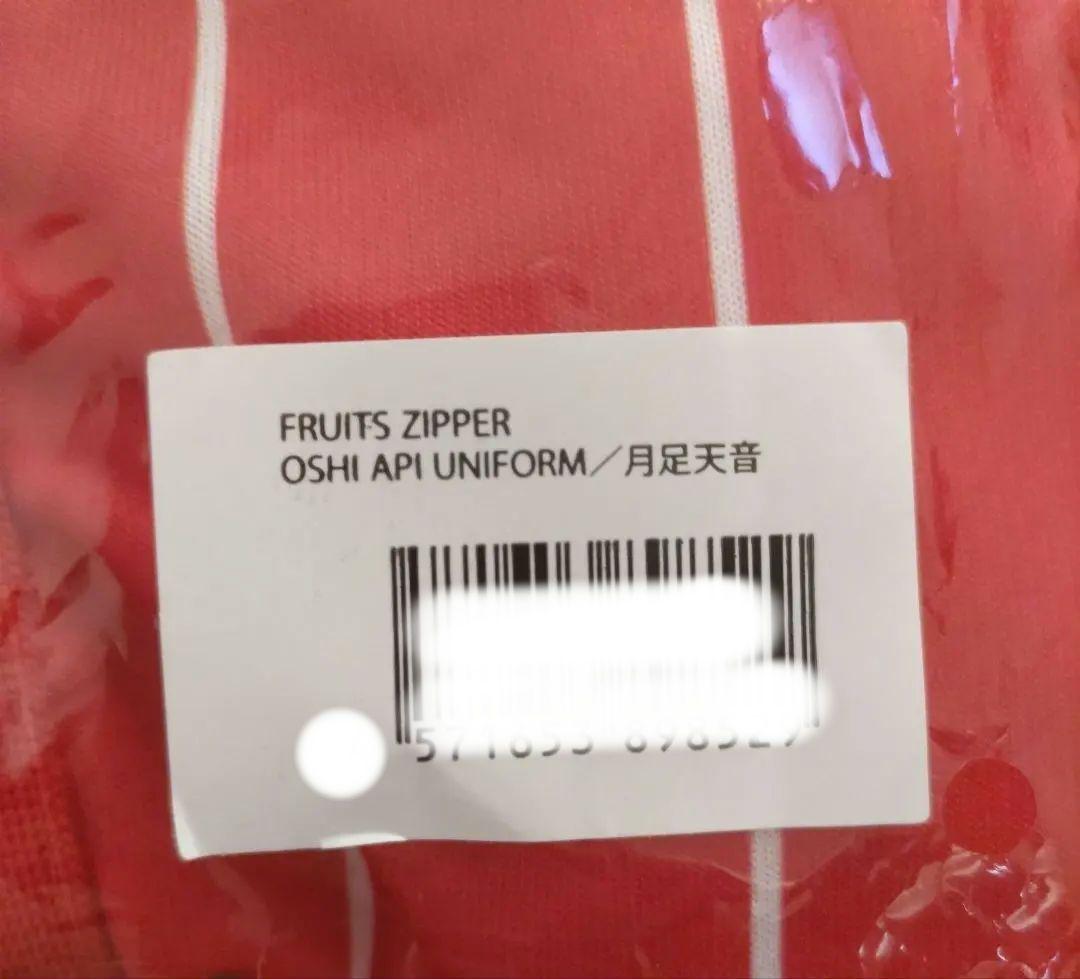 FRUITS ZIPPER
OSHI API UNIFORM／月足天音